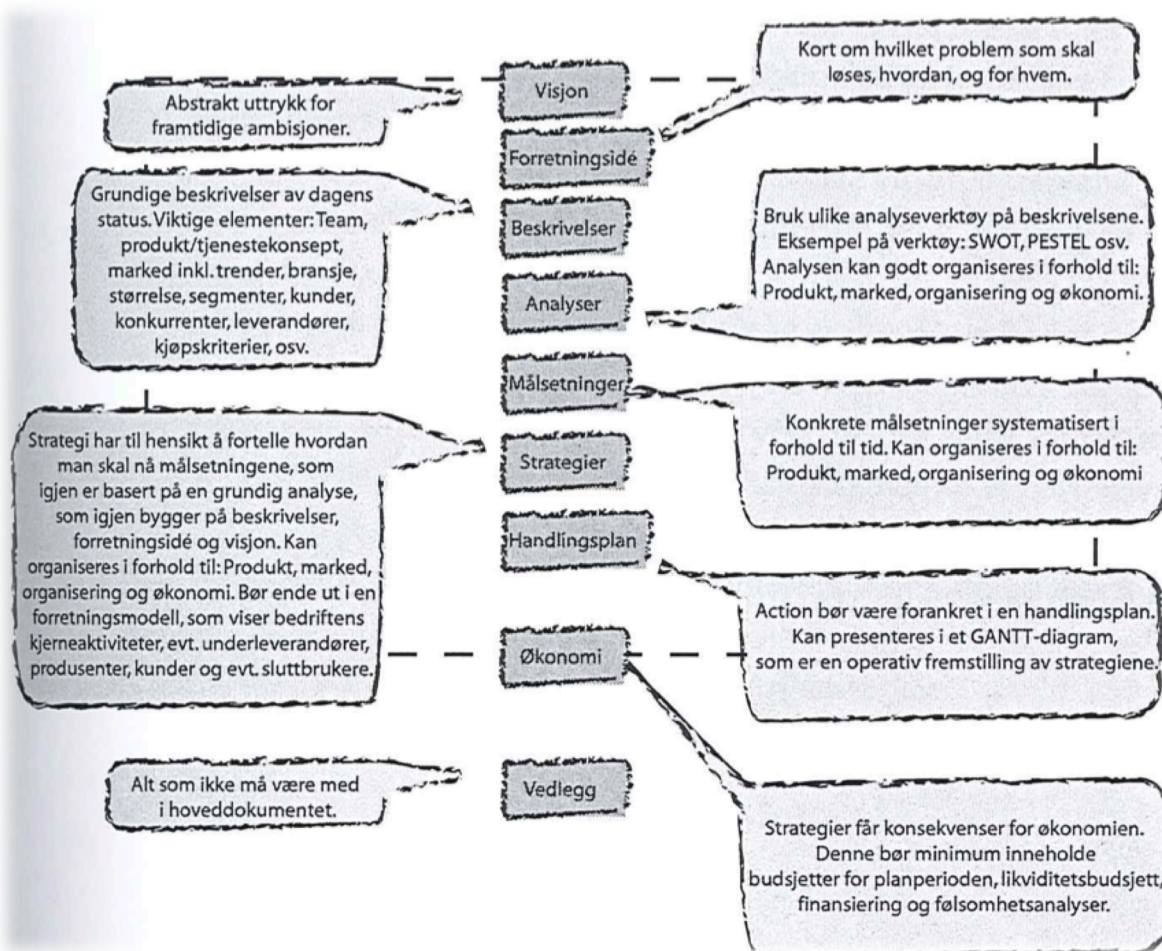 Kort om hvilket problem som skal
løses, hvordan, og for hvem.
Visjon
Abstrakt uttrykk for
framtidige ambisjoner.
Forretningsidé
Grundige beskrivelser av dagens
status. Viktige elementer: Team,
produkt/tjenestekonsept,
marked inkl. trender, bransje,
størrelse, segmenter, kunder,
konkurrenter, leverandører,
kjøpskriterier, osv.
Beskrivelser
Bruk ulike analyseverktøy på beskrivelsene.
Eksempel på verktøy: SWOT, PESTEL osv.
Analysen kan godt organiseres i forhold til:
Produkt, marked, organisering og økonomi.
Analyser
Målsetninger
Konkrete målsetninger systematisert i
forhold til tid. Kan organiseres i forhold til:
Produkt, marked, organisering og økonomi
Strategi har til hensikt å fortelle hvordan
man skal nå målsetningene, som
igjen er basert på en grundig analyse,
som igjen bygger på beskrivelser,
forretningsidé og visjon. Kan
organiseres i forhold til: Produkt, marked,
organisering og økonomi. Bør ende ut i en
forretningsmodell, som viser bedriftens
kjerneaktiviteter, evt. underleverandører,
produsenter, kunder og evt. sluttbrukere.
Strategier
Handlingsplan
Action bør være forankret i en handlingsplan.
Kan presenteres i et GANTT-diagram,
som er en operativ fremstilling av strategiene.
Økonomi
Alt som ikke må være med
i hoveddokumentet.
Vedlegg
Strategier får konsekvenser for økonomien.
Denne bør minimum inneholde
budsjetter for planperioden, likviditetsbudsjett,
finansiering og følsomhetsanalyser.